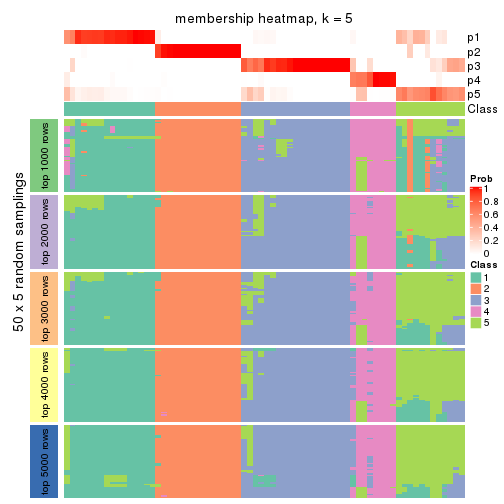 membership heatmap, k = 5
p1
p2
p3
p4
p5
Class
50 x 5 random samplings
top 1000 rows
top 2000 rows
top 3000 rows
top 4000 rows
top 5000 rows
Prob
1
0.8
0.6
0.4
0.2
0
Class
1
2
3
4
5